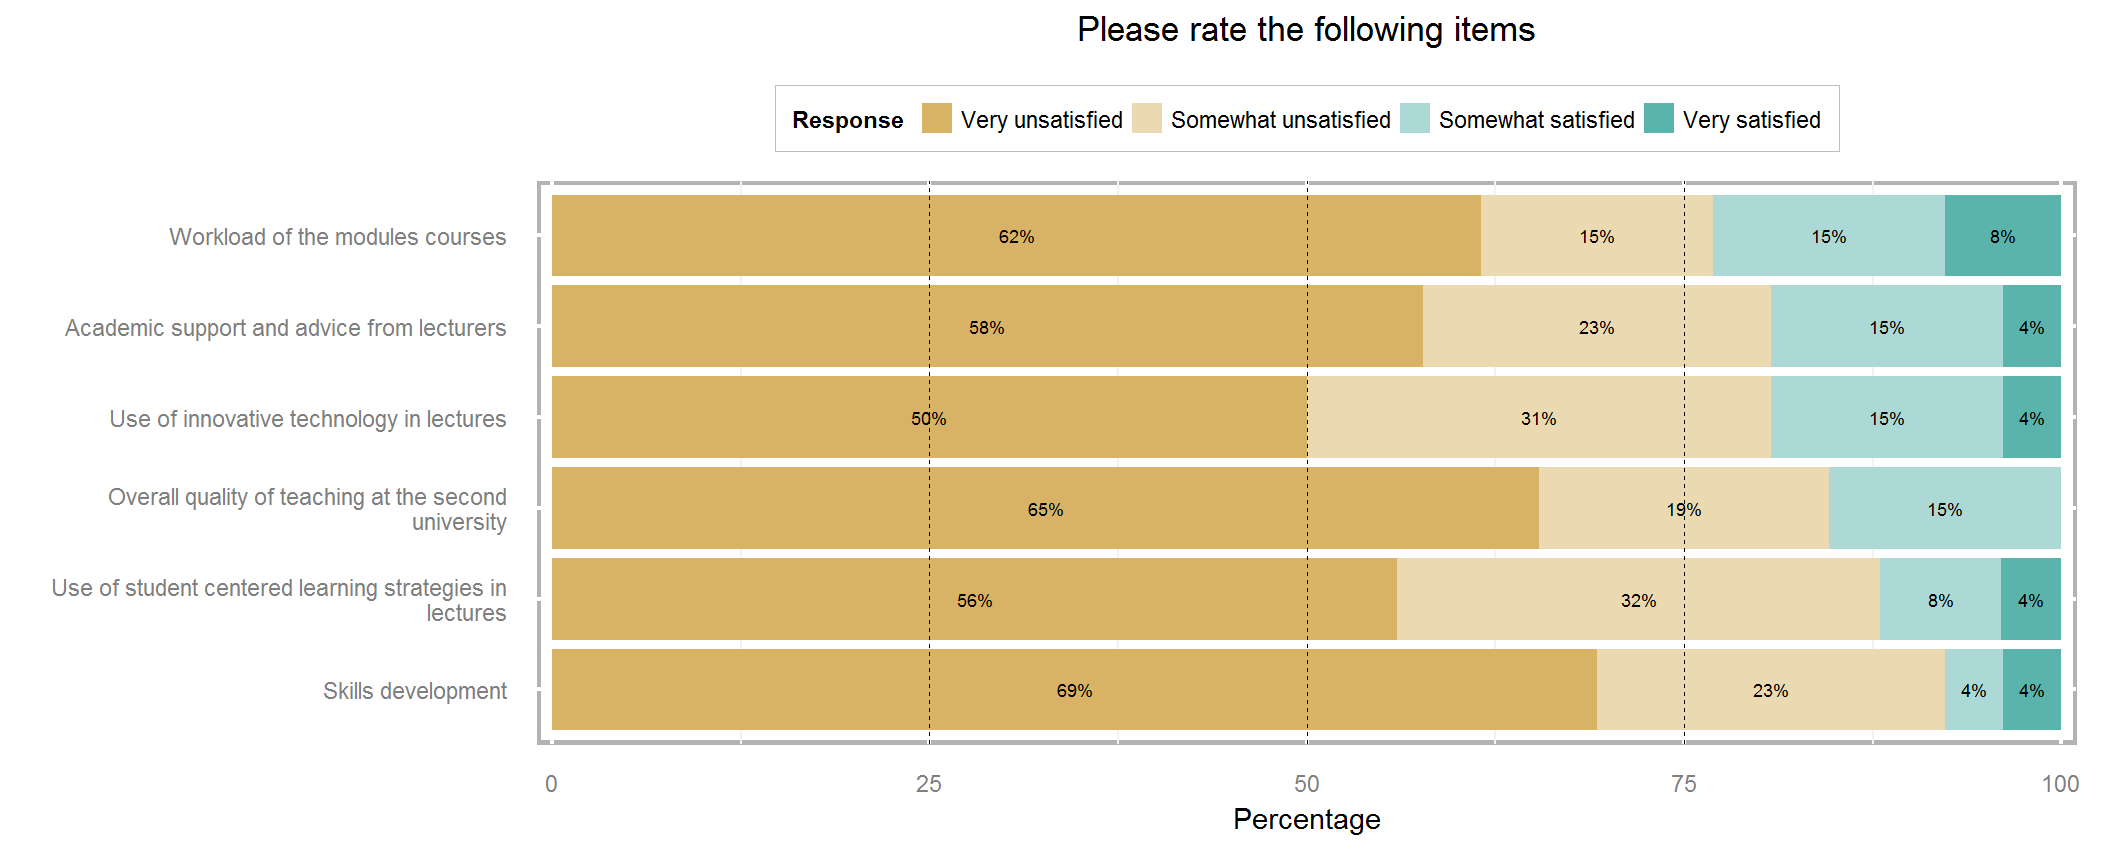 Please rate the following items
Response Very unsatisfied Somewhat unsatisfied Somewhat satisfied Very satisfied
Workload of the modules courses 62% 15% 15% 8%
Academic support and advice from lecturers 58% 23% 15% 4%
Use of innovative technology in lectures 50% 31% 15% 4%
Overall quality of teaching at the second
university 65% 19% 15%
Use of student centered learning strategies in
lectures 56% 32% 8% 4%
Skills development 69% 23% 4% 4%
0 25 50 75 100
Percentage